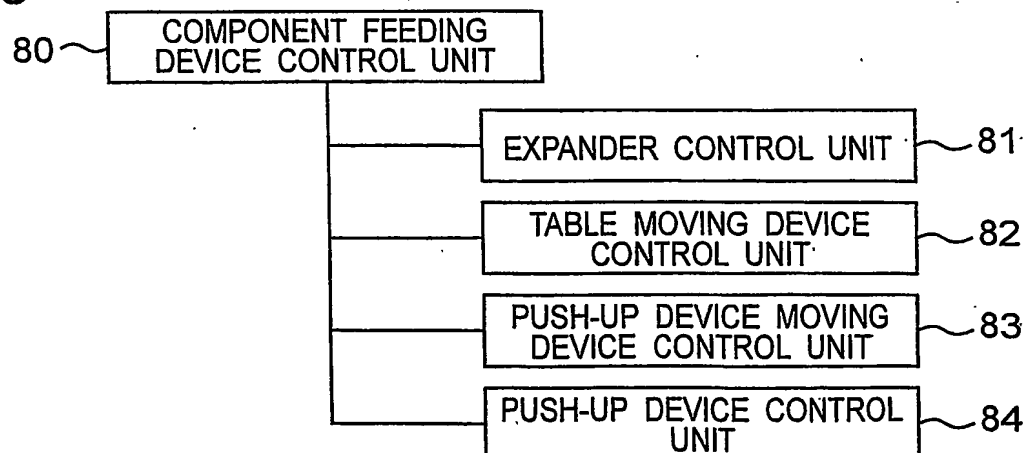 80
COMPONENT FEEDING
DEVICE CONTROL UNIT
EXPANDER CONTROL UNIT
81
TABLE MOVING DEVICE
CONTROL UNIT
82
PUSH-UP DEVICE MOVING
DEVICE CONTROL UNIT
83
PUSH-UP DEVICE CONTROL
UNIT
84